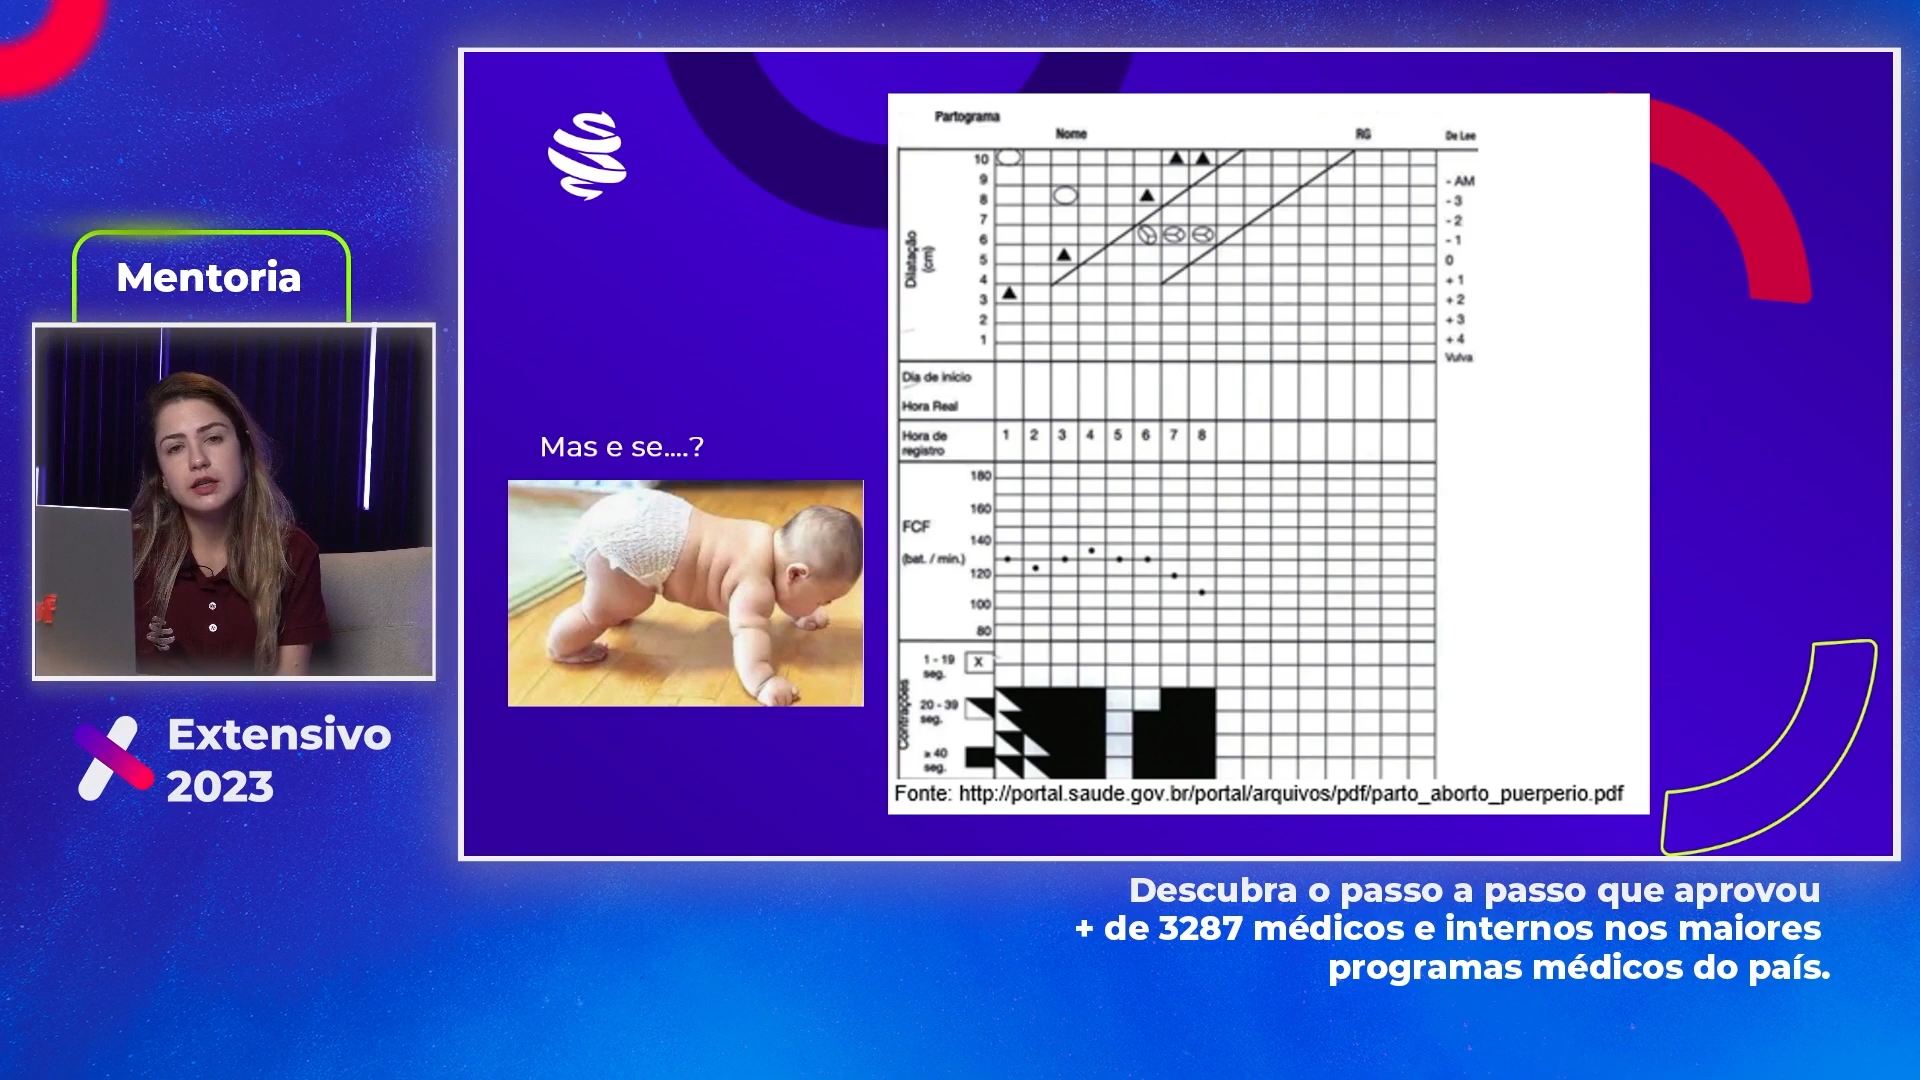 Mentoria
Extensivo
2023
Mas e se....?
Partograma
Nome
RG
De Lee
10
9
8
7
6
5
4
3
2
1
Dilatação
(cm)
- AM
- 3
- 2
- 1
0
+ 1
+ 2
+ 3
+ 4
Vulva
Dia de início
Hora Real
Hora de
registro
1 2 3 4 5 6 7 8
180
160
140
120
100
80
FCF
(bat. / min.)
Contrações
1 - 19
seg.
X
20 - 39
seg.
≥ 40
seg.
Fonte: http://portal.saude.gov.br/portal/arquivos/pdf/parto_aborto_puerperio.pdf
Descubra o passo a passo que aprovou
+ de 3287 médicos e internos nos maiores
programas médicos do país.